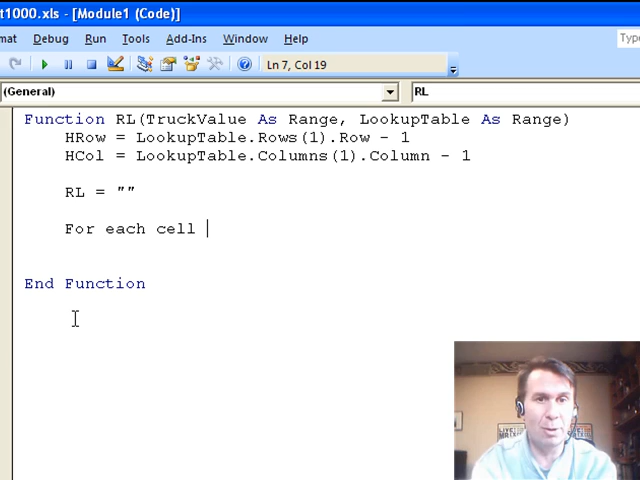 t1000.xls - [Module1 (Code)]
mat Debug Run Tools Add-Ins Window Help Type
Ln 7, Col 19
(General) RL
Function RL(TruckValue As Range, LookupTable As Range)
HRow = LookupTable.Rows(1).Row - 1
HCol = LookupTable.Columns(1).Column - 1
RL = ""
For each cell
End Function